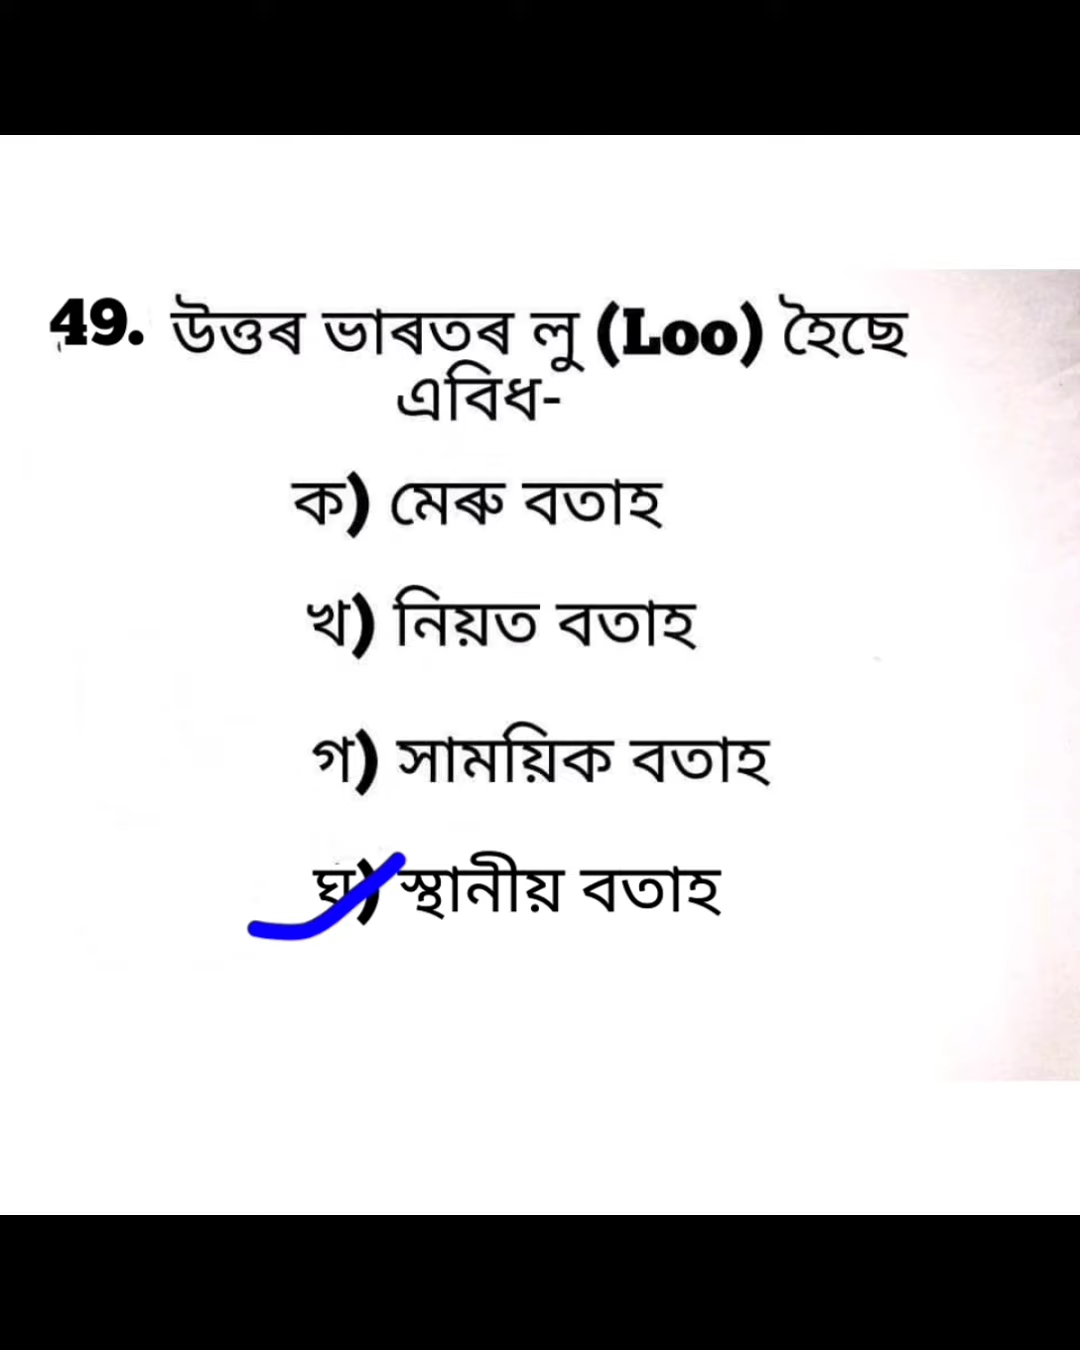 49. উত্তৰ ভাৰতৰ লু (Loo) হৈছে
এবিধ-
ক) মেৰু বতাহ
খ) নিয়ত বতাহ
গ) সাময়িক বতাহ
ঘ) স্থানীয় বতাহ